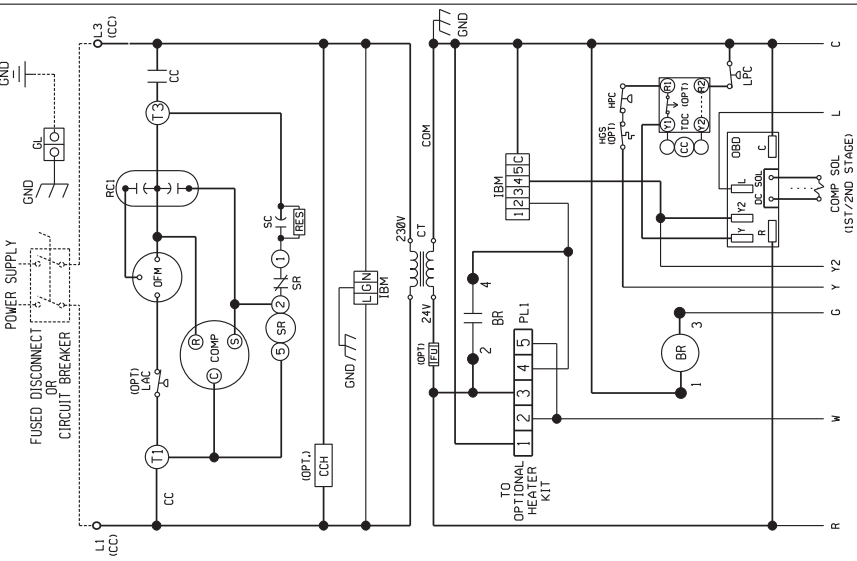 POWER SUPPLY
FUSED DISCONNECT
OR
CIRCUIT BREAKER
GND
GL
GND
L1
(CC)
L3
(CC)
CC
T1
(OPT)
LAC
OFM
RC1
T3
CC
C
COMP
R
S
5
SR
2
SR
1
SC
RES
(OPT.)
CCH
GND
L G N
IBM
230V
24V
CT
COM
(OPT)
FU
GND
2
4
BR
PL1
1 2 3 4 5
TO
OPTIONAL
HEATER
KIT
IBM
1 2 3 4 5 C
BR
1
3
HGS
(OPT)
HPC
Y1
R1
TDC (OPT)
Y2
R2
CC
LPC
OBD
Y
Y2
L
R
DC SOL
C
R
W
G
Y
Y2
COMP SOL
(1ST/2ND STAGE)
L
C